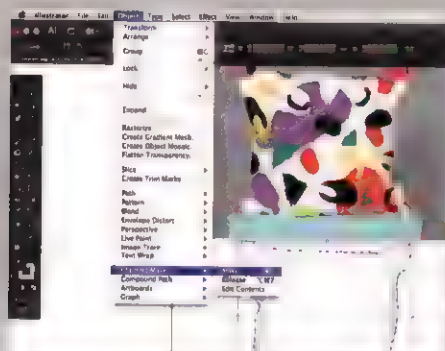 Illustrator File Edit Object Type Select Effect View Window Help
Ai
Transform
Arrange
Group
Lock
Hide
Expand
Rasterize
Create Gradient Mesh.
Create Object Mosaic.
Flatten Transparency.
Slice
Create Trim Marks
Path
Pattern
Blend
Envelope Distort
Perspective
Live Paint
Image Trace
Text Wrap
Clipping Mask
Make
Compound Path
Release
Artboards
Edit Contents
Graph